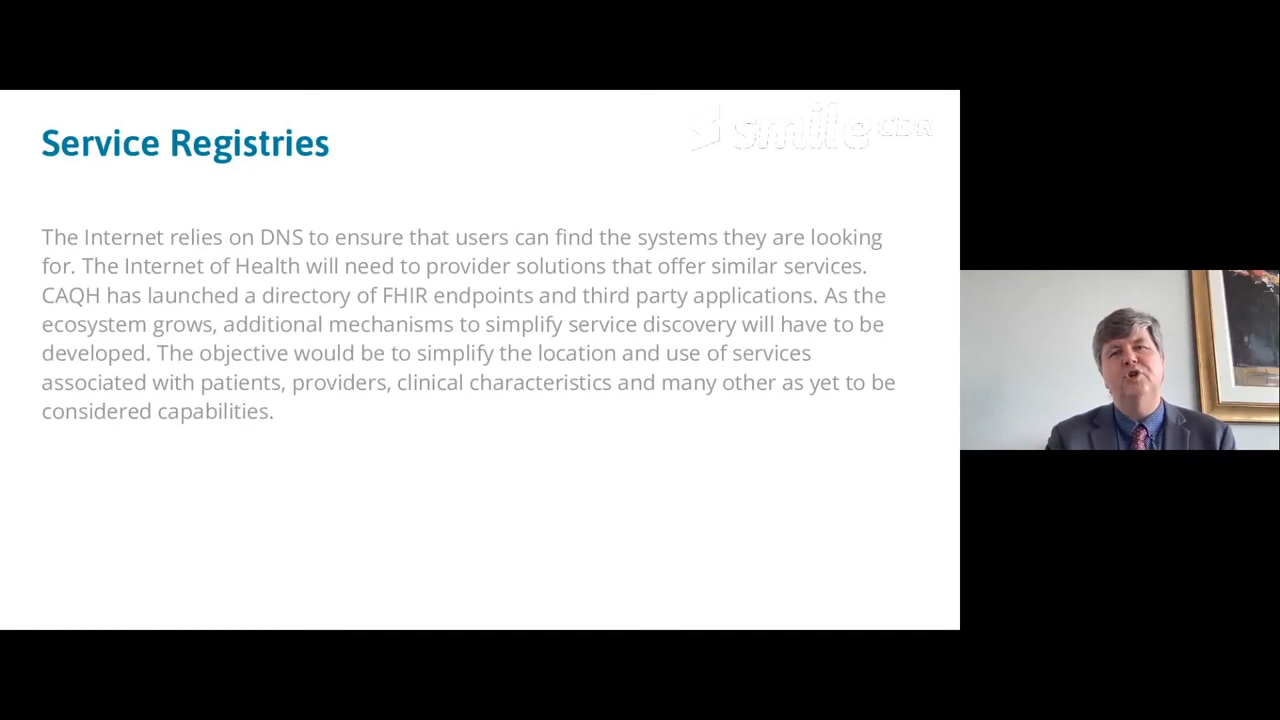 Service Registries
smile CDR
The Internet relies on DNS to ensure that users can find the systems they are looking
for. The Internet of Health will need to provider solutions that offer similar services.
CAQH has launched a directory of FHIR endpoints and third party applications. As the
ecosystem grows, additional mechanisms to simplify service discovery will have to be
developed. The objective would be to simplify the location and use of services
associated with patients, providers, clinical characteristics and many other as yet to be
considered capabilities.